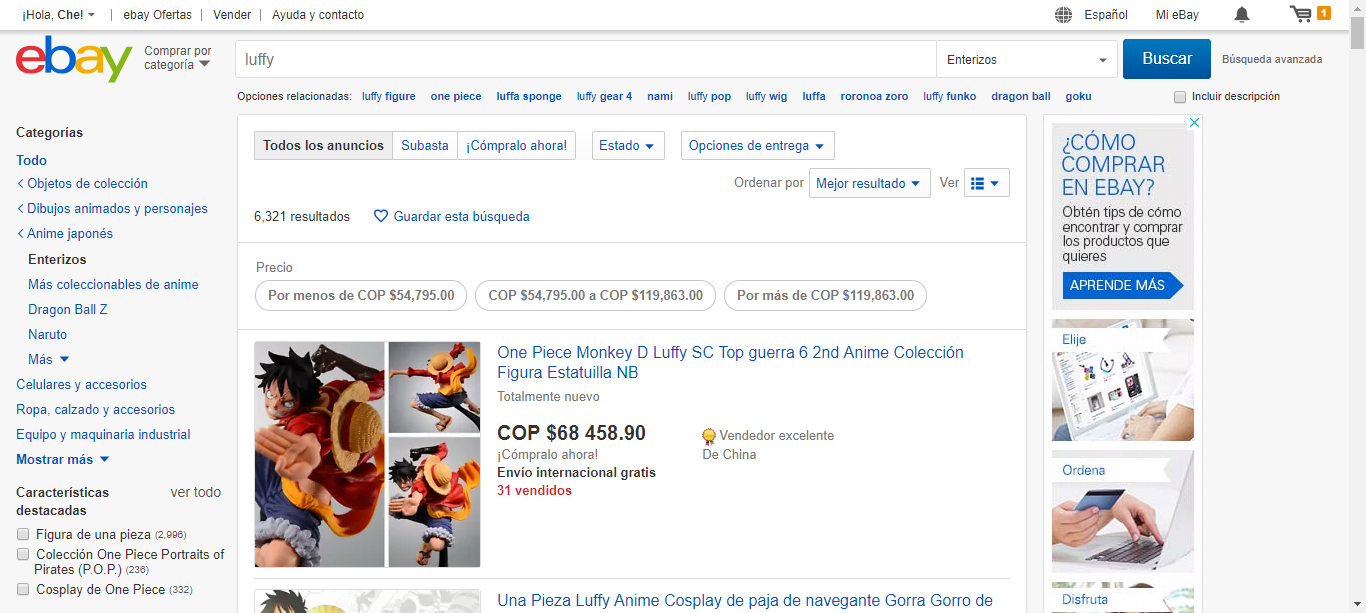 ¡Hola, Che!
ebay Ofertas
Vender
Ayuda y contacto
Español
Mi eBay
1
ebay
Comprar por
categoría
luffy
Enterizos
Buscar
Búsqueda avanzada
Opciones relacionadas: luffy figure one piece luffa sponge luffy gear 4 nami luffy pop luffy wig luffa roronoa zoro luffy funko dragon ball goku
Incluir descripción
Categorías
Todo
Objetos de colección
Dibujos animados y personajes
Anime japonés
Enterizos
Más coleccionables de anime
Dragon Ball Z
Naruto
Más
Celulares y accesorios
Ropa, calzado y accesorios
Equipo y maquinaria industrial
Mostrar más
Características
destacadas
ver todo
Figura de una pieza (2,996)
Colección One Piece Portraits of
Pirates (P.O.P.) (236)
Cosplay de One Piece (332)
Todos los anuncios
Subasta
¡Cómpralo ahora!
Estado
Opciones de entrega
Ordenar por
Mejor resultado
Ver
6,321 resultados
Guardar esta búsqueda
Precio
Por menos de COP $54,795.00
COP $54,795.00 a COP $119,863.00
Por más de COP $119,863.00
One Piece Monkey D Luffy SC Top guerra 6 2nd Anime Colección
Figura Estatuilla NB
Totalmente nuevo
COP $68 458.90
¡Cómpralo ahora!
Envío internacional gratis
31 vendidos
Vendedor excelente
De China
Una Pieza Luffy Anime Cosplay de paja de navegante Gorra Gorro de
¿CÓMO
COMPRAR
EN EBAY?
Obtén tips de cómo
encontrar y comprar
los productos que
quieres
APRENDE MÁS
Elije
Ordena
Disfruta